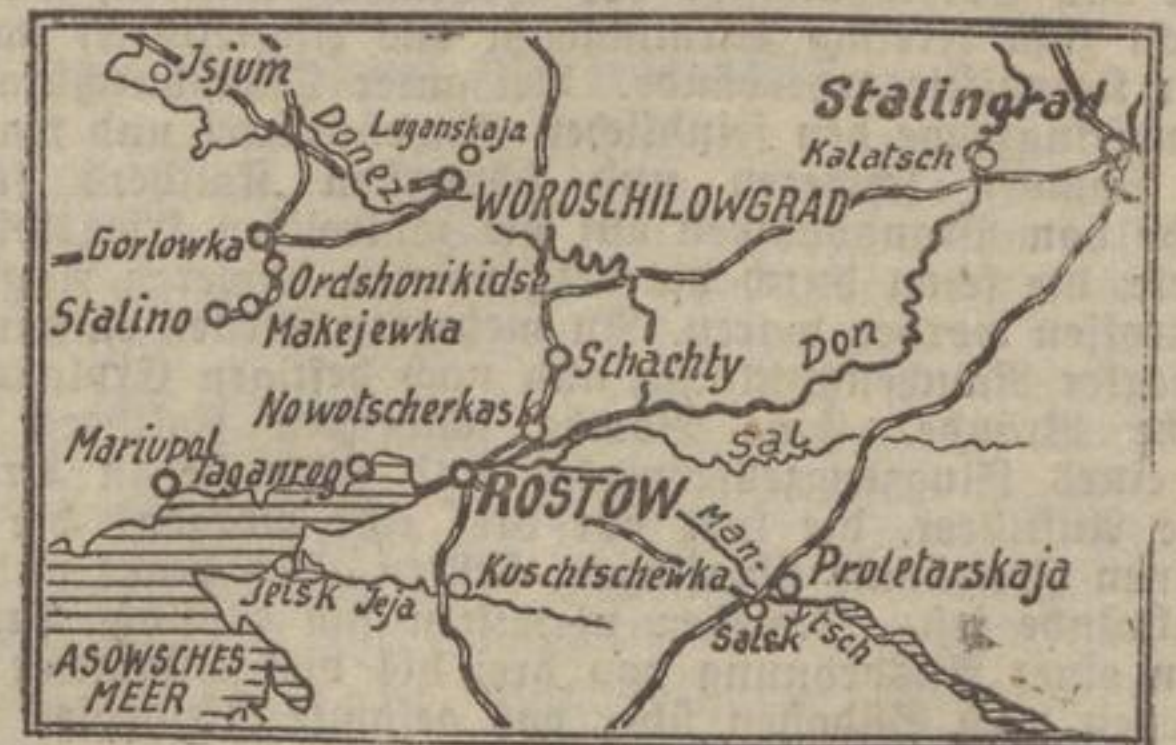 Jsjum
Donez
Luganskaja
Stalingrad
Kalatsch
WOROSCHILOWGRAD
Gorlowka
Ordshonikidse
Stalino
Makejewka
Schachty
Don
Nowotscherkask
Sal
Mariupol
Taganrog
ROSTOW
Man-
ytsch
Kuschtschewka
Proletarskaja
Jeisk
Jeja
Salsk
ASOWSCHES
MEER